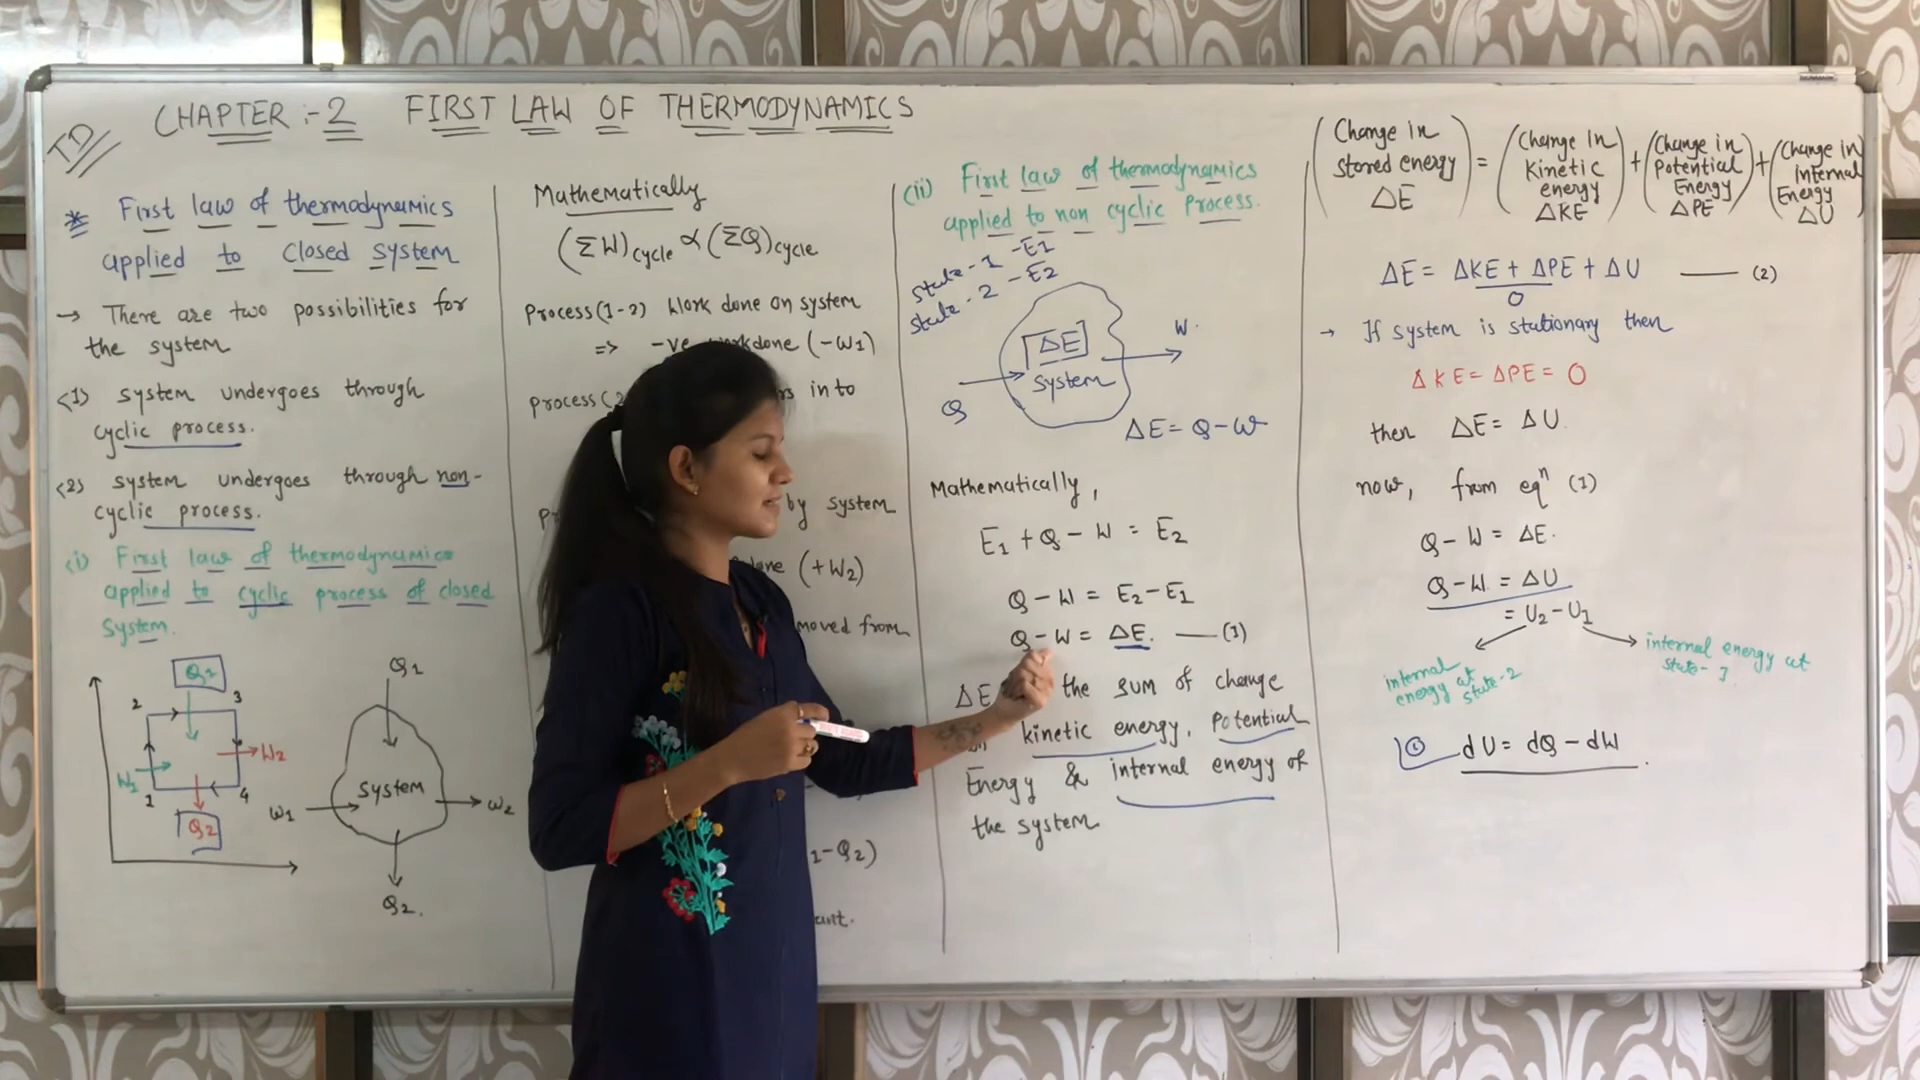 TD
CHAPTER :- 2 FIRST LAW OF THERMODYNAMICS
* First law of thermodynamics
applied to closed system
→ There are two possibilities for
the system
<1> system undergoes through
cyclic process.
<2> system undergoes through non-
cyclic process.
<i> First law of thermodynamics
applied to cyclic process of closed
system.
Q1
2 3
W1
W2
1 4
Q2
Q1
System
W1
W2
Q2.
Mathematically
(ΣW)cycle ∝ (ΣQ)cycle
Process (1-2) Work done on system
=> -ve workdone (-W1)
process (2 in to
by system
(+W2)
moved from
1-Q2)
(ii) First law of thermodynamics
applied to non cyclic process.
state-1 - E1
state-2 - E2
ΔE
system
W.
Q
ΔE = Q-W
Mathematically,
E1 + Q - W = E2
Q - W = E2 - E1
Q - W = ΔE. —— (1)
ΔE the sum of change
kinetic energy, potential
Energy & internal energy of
the system
(Change in stored energy ΔE) = (Change in Kinetic energy ΔKE) + (Change in Potential Energy ΔPE) + (Change in Internal Energy ΔU)
ΔE = ΔKE + ΔPE + ΔU —— (2)
0
→ If system is stationary then
ΔKE = ΔPE = 0
then ΔE = ΔU.
now, from eqⁿ (1)
Q - W = ΔE.
Q - W = ΔU
= U2 - U1
internal energy at state-2
internal energy at state-1.
dU = dQ - dW